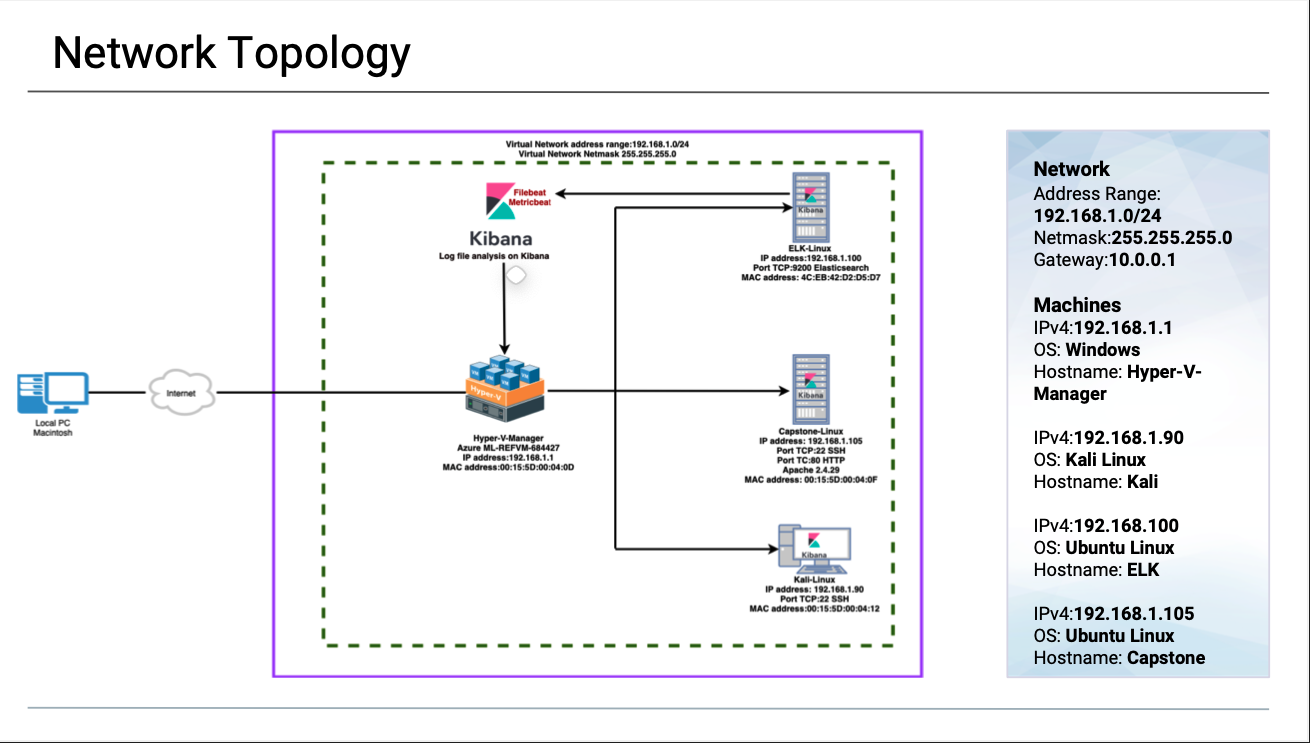 Network Topology
Virtual Network address range:192.168.1.0/24
Virtual Network Netmask 255.255.255.0
Filebeat
Metricbeat
Kibana
Log file analysis on Kibana
Kibana
ELK-Linux
IP address:192.168.1.100
Port TCP:9200 Elasticsearch
MAC address: 4C:EB:42:D2:D5:D7
Local PC
Macintosh
Internet
Hyper-V
Hyper-V-Manager
Azure ML-REFVM-684427
IP address:192.168.1.1
MAC address:00:15:5D:00:04:0D
Kibana
Capstone-Linux
IP address: 192.168.1.105
Port TCP:22 SSH
Port TC:80 HTTP
Apache 2.4.29
MAC address: 00:15:5D:00:04:0F
Kibana
Kali-Linux
IP address: 192.168.1.90
Port TCP:22 SSH
MAC address:00:15:5D:00:04:12
Network
Address Range:
192.168.1.0/24
Netmask:255.255.255.0
Gateway:10.0.0.1
Machines
IPv4:192.168.1.1
OS: Windows
Hostname: Hyper-V-
Manager
IPv4:192.168.1.90
OS: Kali Linux
Hostname: Kali
IPv4:192.168.100
OS: Ubuntu Linux
Hostname: ELK
IPv4:192.168.1.105
OS: Ubuntu Linux
Hostname: Capstone